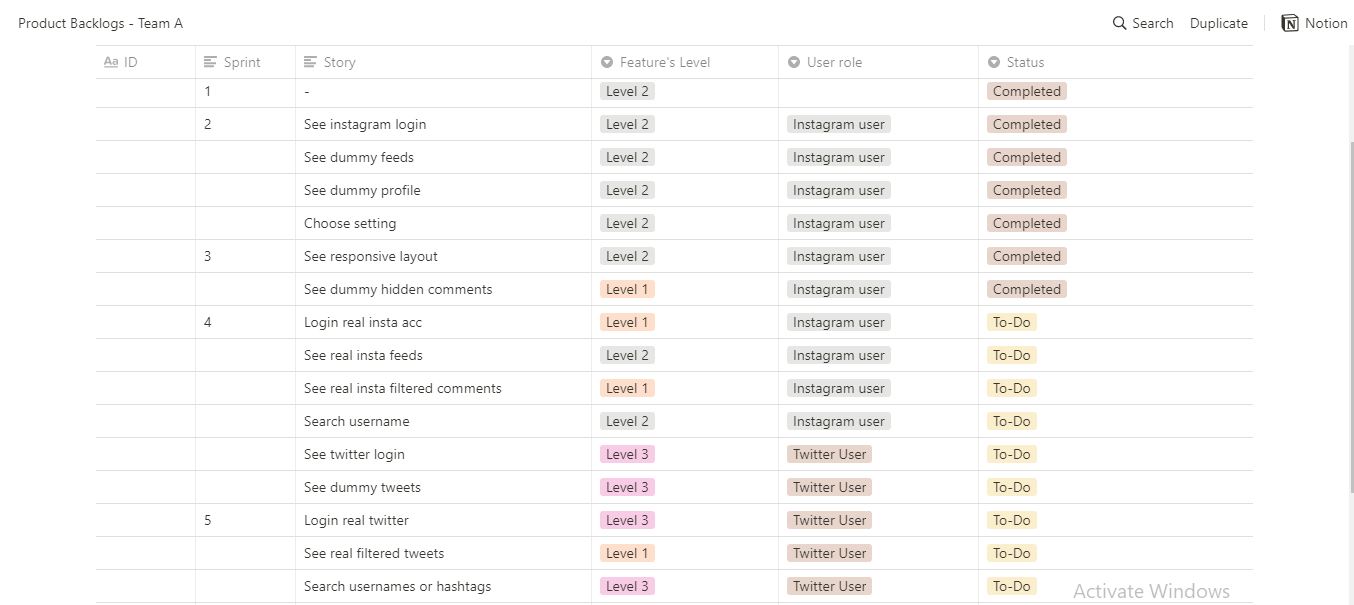 Product Backlogs - Team A Search Duplicate Notion
Aa ID Sprint Story Feature's Level User role Status
1 - Level 2 Completed
2 See instagram login Level 2 Instagram user Completed
See dummy feeds Level 2 Instagram user Completed
See dummy profile Level 2 Instagram user Completed
Choose setting Level 2 Instagram user Completed
3 See responsive layout Level 2 Instagram user Completed
See dummy hidden comments Level 1 Instagram user Completed
4 Login real insta acc Level 1 Instagram user To-Do
See real insta feeds Level 2 Instagram user To-Do
See real insta filtered comments Level 1 Instagram user To-Do
Search username Level 2 Instagram user To-Do
See twitter login Level 3 Twitter User To-Do
See dummy tweets Level 3 Twitter User To-Do
5 Login real twitter Level 3 Twitter User To-Do
See real filtered tweets Level 1 Twitter User To-Do
Search usernames or hashtags Level 3 Twitter User To-Do
Activate Windows